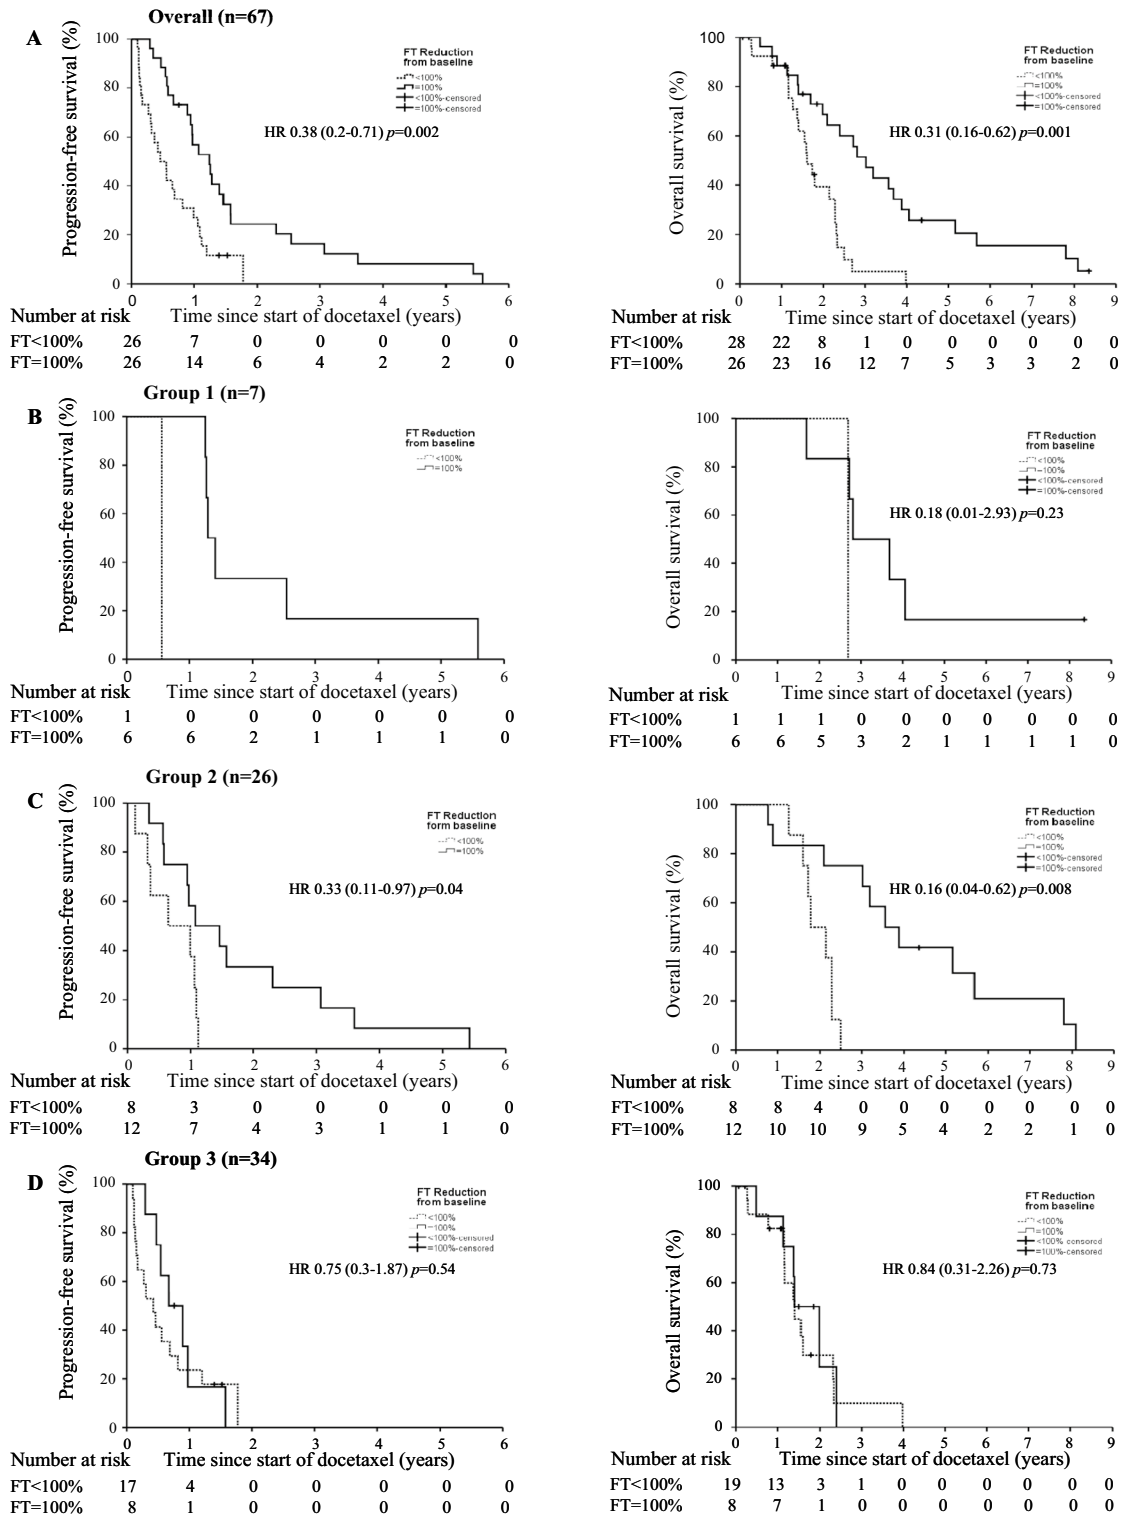 Overall (n=67)
A
Progression-free survival (%)
100
80
60
40
20
0
FT Reduction
from baseline
<100%
=100%
<100%-censored
=100%-censored
HR 0.38 (0.2-0.71) p=0.002
0 1 2 3 4 5 6
Number at risk Time since start of docetaxel (years)
FT<100% 26 7 0 0 0 0 0
FT=100% 26 14 6 4 2 2 0
Overall survival (%)
100
80
60
40
20
0
FT Reduction
from baseline
<100%
=100%
<100%-censored
=100%-censored
HR 0.31 (0.16-0.62) p=0.001
0 1 2 3 4 5 6 7 8 9
Number at risk Time since start of docetaxel (years)
FT<100% 28 22 8 1 0 0 0 0 0 0
FT=100% 26 23 16 12 7 5 3 3 2 0
Group 1 (n=7)
B
Progression-free survival (%)
100
80
60
40
20
0
FT Reduction
from baseline
<100%
=100%
0 1 2 3 4 5 6
Number at risk Time since start of docetaxel (years)
FT<100% 1 0 0 0 0 0 0
FT=100% 6 6 2 1 1 1 0
Overall survival (%)
100
80
60
40
20
0
FT Reduction
from baseline
<100%
=100%
<100%-censored
=100%-censored
HR 0.18 (0.01-2.93) p=0.23
0 1 2 3 4 5 6 7 8 9
Number at risk Time since start of docetaxel (years)
FT<100% 1 1 1 0 0 0 0 0 0 0
FT=100% 6 6 5 3 2 1 1 1 1 0
Group 2 (n=26)
C
Progression-free survival (%)
100
80
60
40
20
0
FT Reduction
form baseline
<100%
=100%
HR 0.33 (0.11-0.97) p=0.04
0 1 2 3 4 5 6
Number at risk Time since start of docetaxel (years)
FT<100% 8 3 0 0 0 0 0
FT=100% 12 7 4 3 1 1 0
Overall survival (%)
100
80
60
40
20
0
FT Reduction
from baseline
<100%
=100%
<100%-censored
=100%-censored
HR 0.16 (0.04-0.62) p=0.008
0 1 2 3 4 5 6 7 8 9
Number at risk Time since start of docetaxel (years)
FT<100% 8 8 4 0 0 0 0 0 0 0
FT=100% 12 10 10 9 5 4 2 2 1 0
Group 3 (n=34)
D
Progression-free survival (%)
100
80
60
40
20
0
FT Reduction
from baseline
<100%
=100%
<100%-censored
=100%-censored
HR 0.75 (0.3-1.87) p=0.54
0 1 2 3 4 5 6
Number at risk Time since start of docetaxel (years)
FT<100% 17 4 0 0 0 0 0
FT=100% 8 1 0 0 0 0 0
Overall survival (%)
100
80
60
40
20
0
FT Reduction
from baseline
<100%
=100%
<100% censored
=100%-censored
HR 0.84 (0.31-2.26) p=0.73
0 1 2 3 4 5 6 7 8 9
Number at risk Time since start of docetaxel (years)
FT<100% 19 13 3 1 0 0 0 0 0 0
FT=100% 8 7 1 0 0 0 0 0 0 0